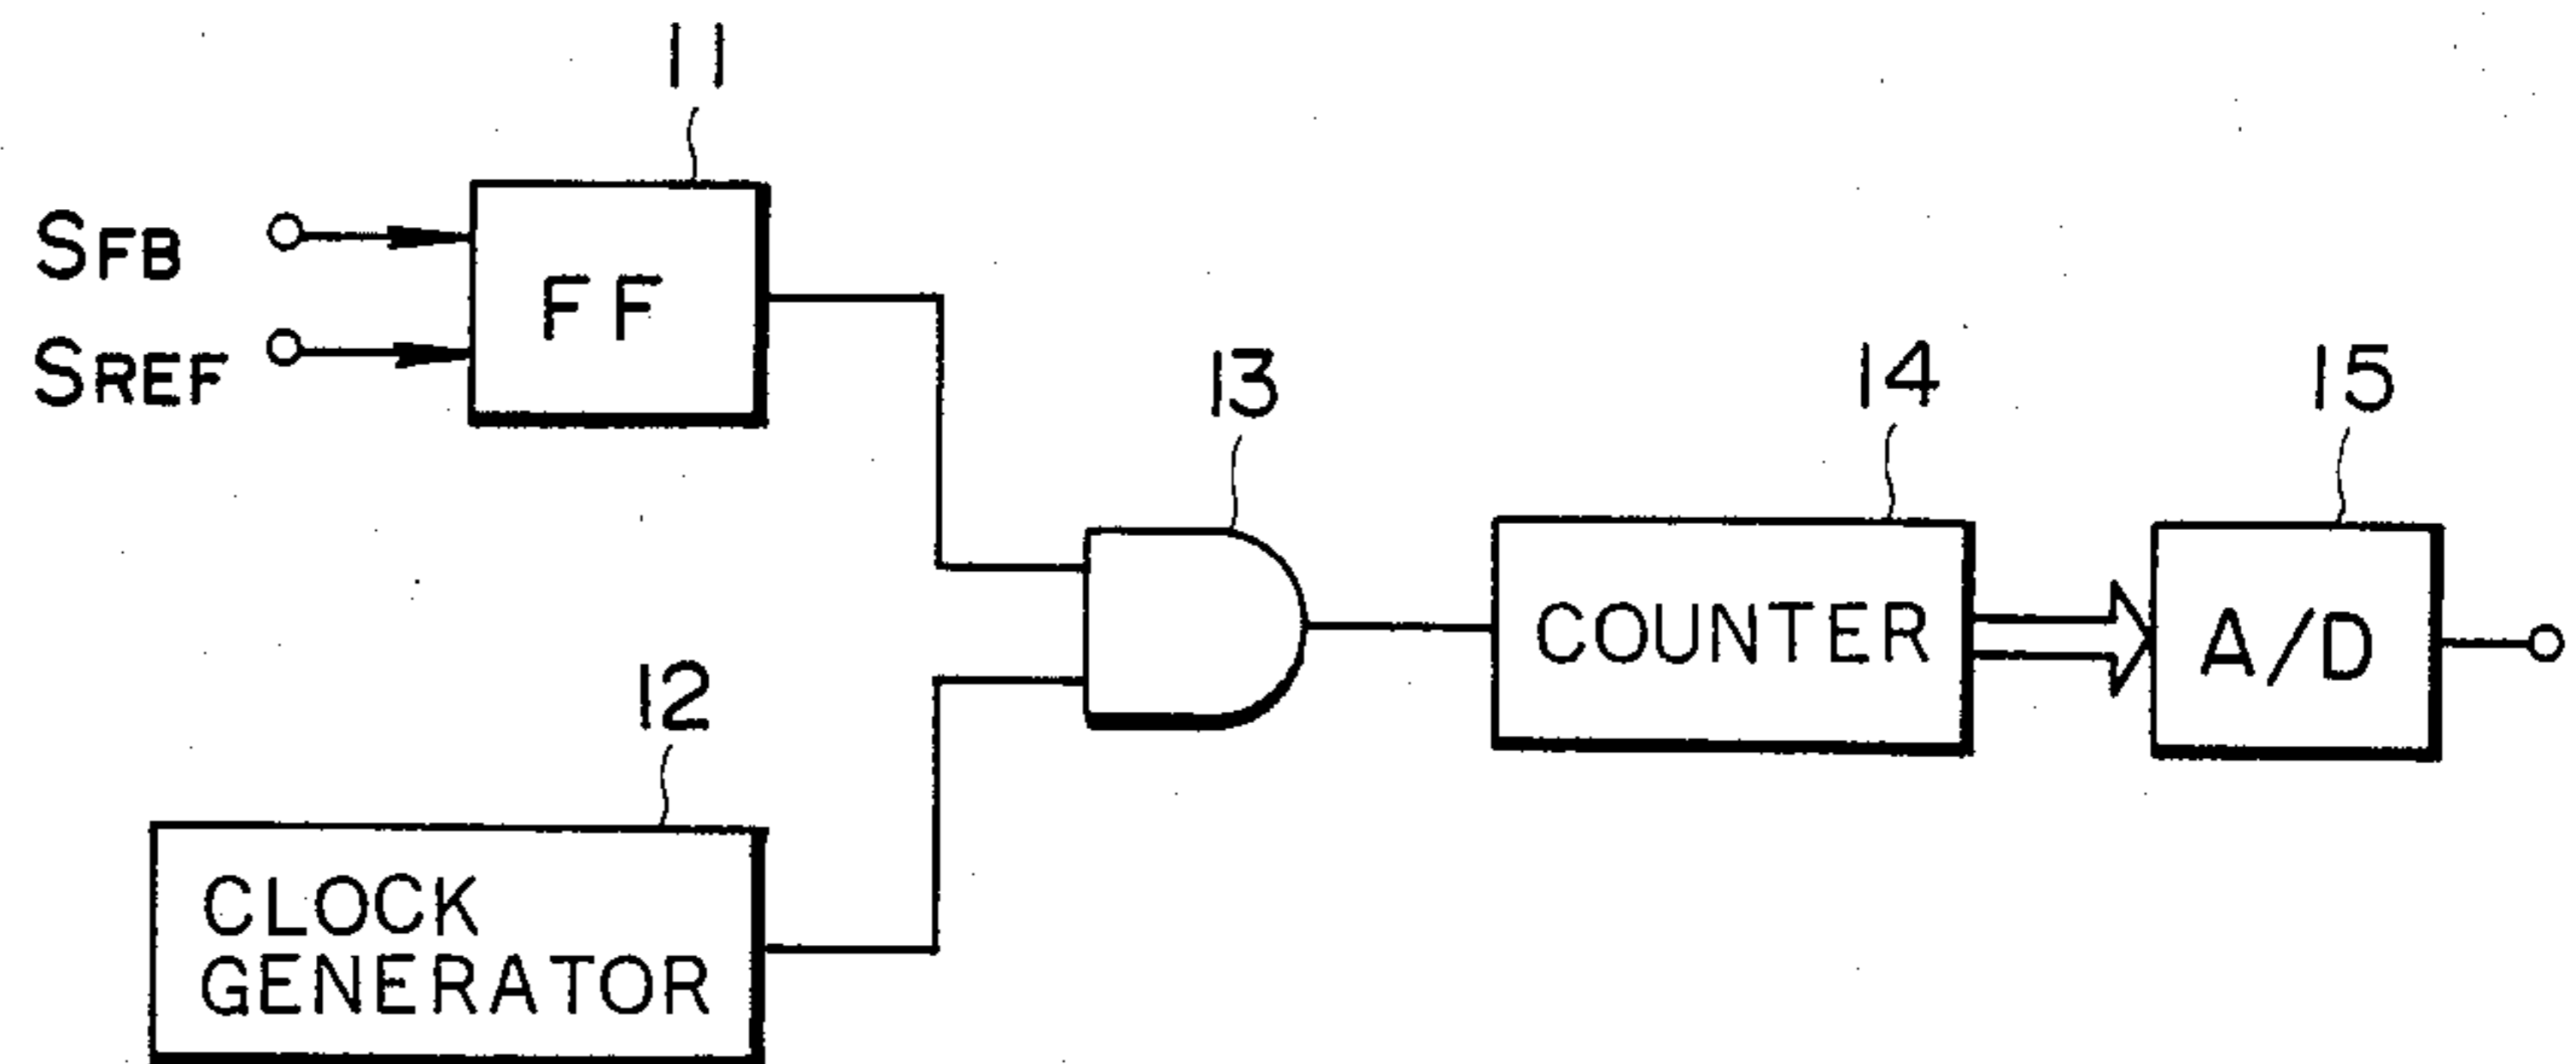 11
SFB
SREF
FF
13
14
15
COUNTER
A/D
12
CLOCK
GENERATOR